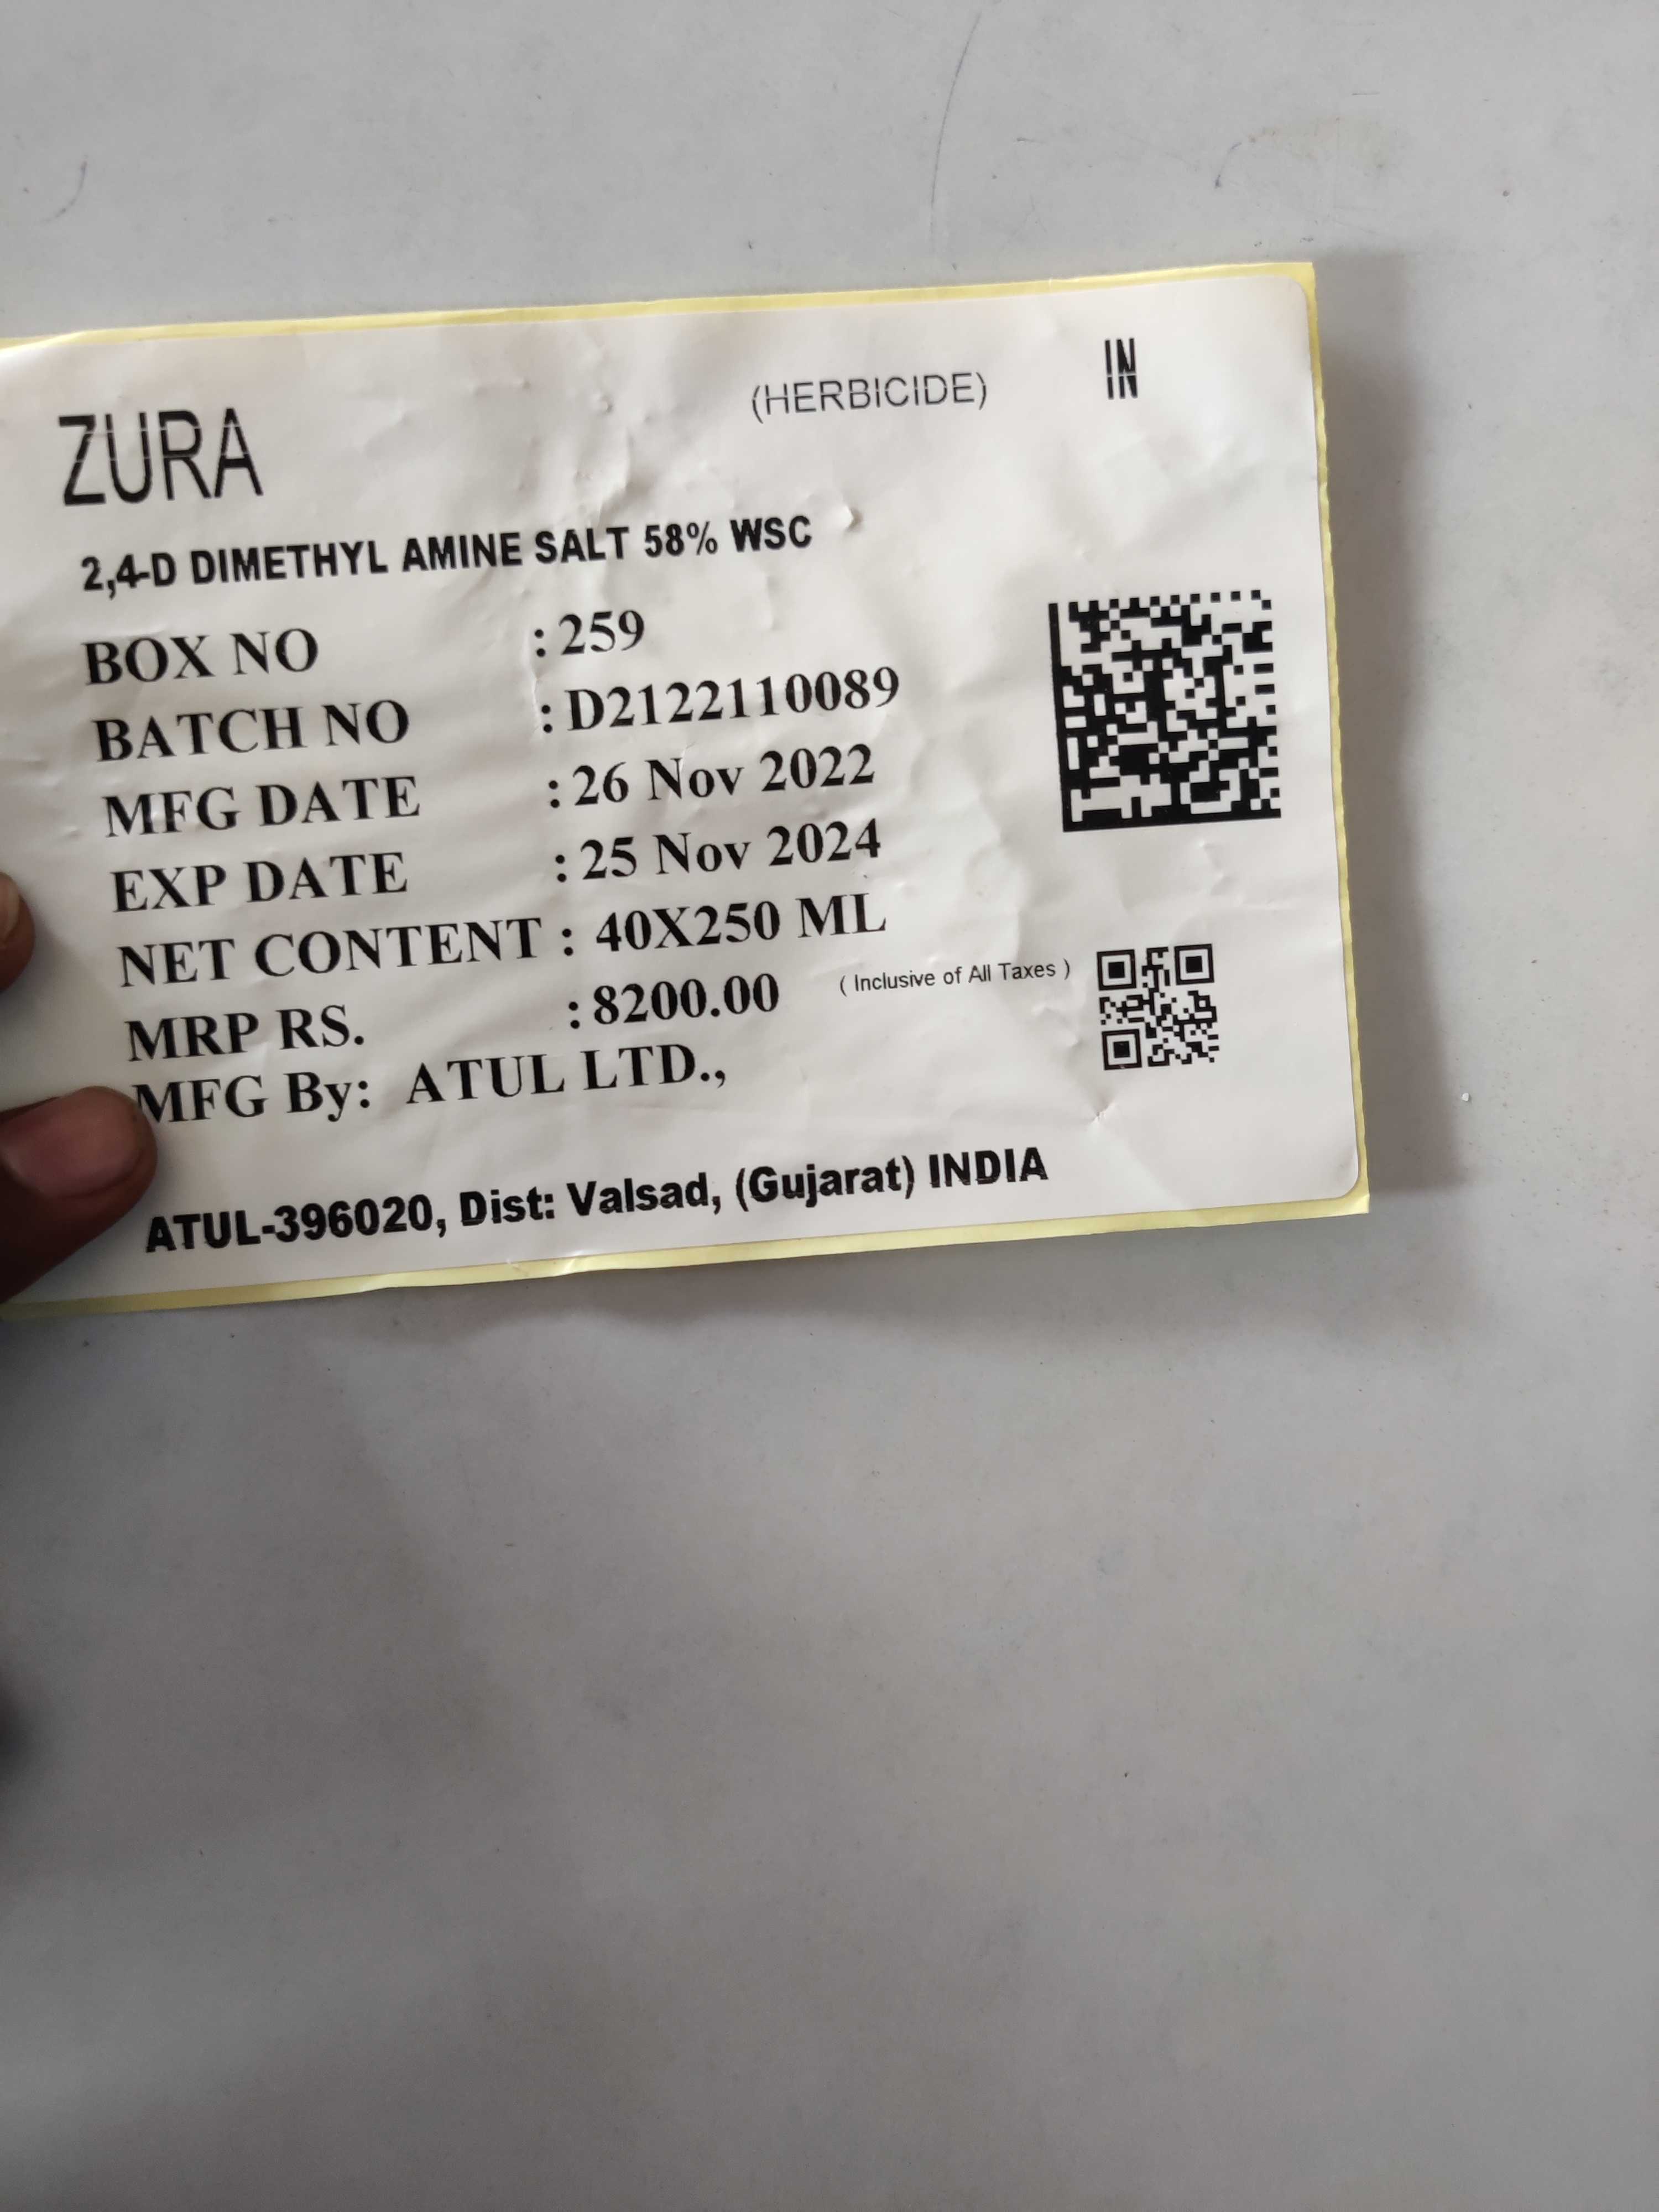 ZURA (HERBICIDE) IN
2,4-D DIMETHYL AMINE SALT 58% WSC
BOX NO : 259
BATCH NO : D2122110089
MFG DATE : 26 Nov 2022
EXP DATE : 25 Nov 2024
NET CONTENT : 40X250 ML
MRP RS. : 8200.00 ( Inclusive of All Taxes )
MFG By: ATUL LTD.,
ATUL-396020, Dist: Valsad, (Gujarat) INDIA